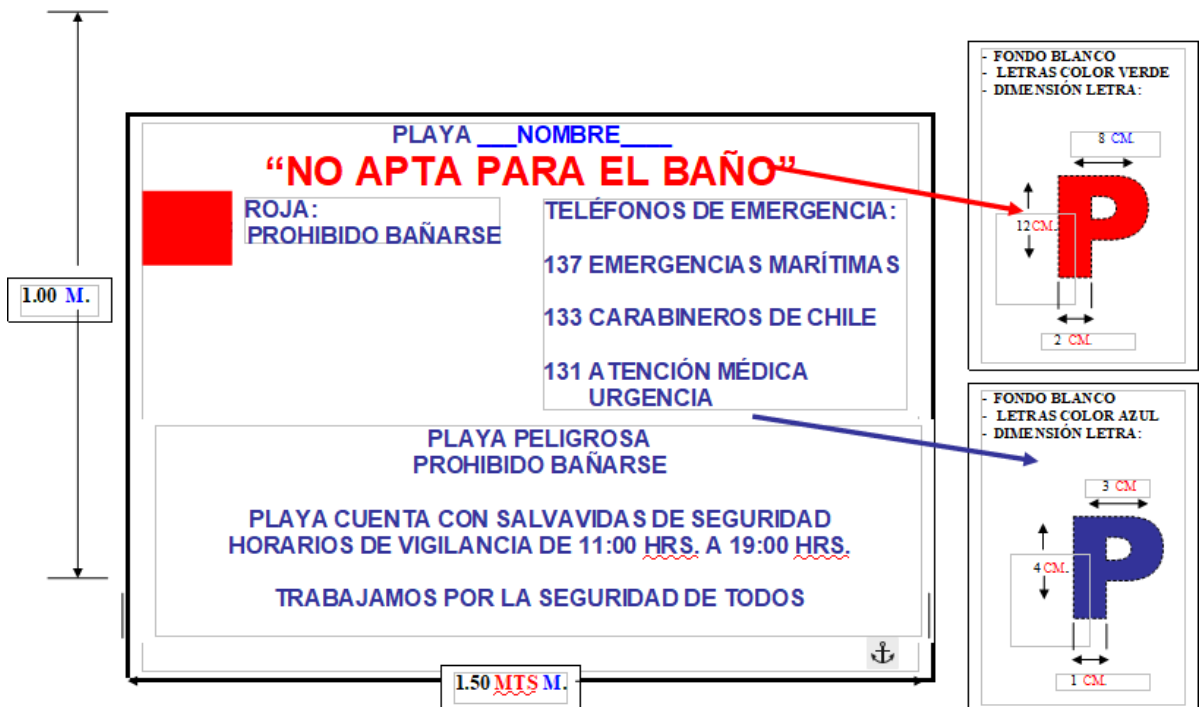 PLAYA ___NOMBRE____
“NO APTA PARA EL BAÑO”
ROJA:
PROHIBIDO BAÑARSE
TELÉFONOS DE EMERGENCIA:
137 EMERGENCIAS MARÍTIMAS
133 CARABINEROS DE CHILE
131 ATENCIÓN MÉDICA
URGENCIA
PLAYA PELIGROSA
PROHIBIDO BAÑARSE
PLAYA CUENTA CON SALVAVIDAS DE SEGURIDAD
HORARIOS DE VIGILANCIA DE 11:00 HRS. A 19:00 HRS.
TRABAJAMOS POR LA SEGURIDAD DE TODOS
1.00 M.
1.50 MTS M.
- FONDO BLANCO
- LETRAS COLOR VERDE
- DIMENSIÓN LETRA:
8 CM.
P
12 CM.
2 CM.
- FONDO BLANCO
- LETRAS COLOR AZUL
- DIMENSIÓN LETRA:
3 CM
P
4 CM.
1 CM.